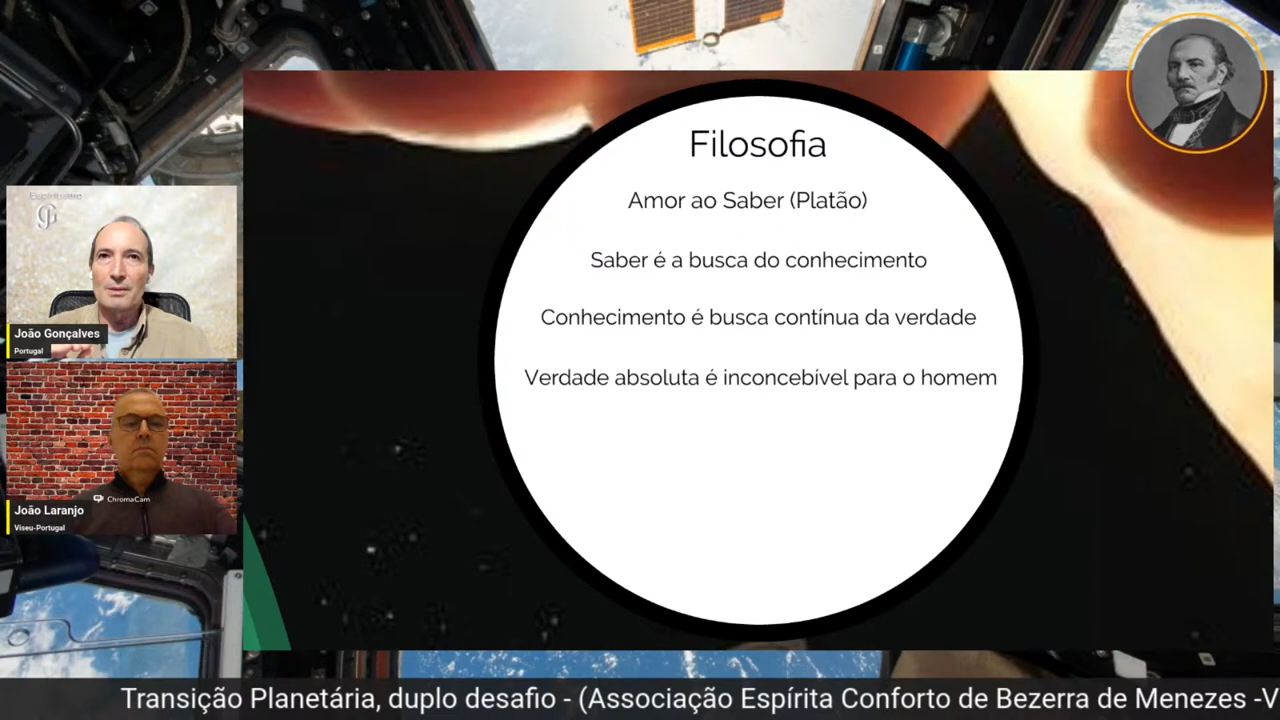 Filosofia
Amor ao Saber (Platão)
Saber é a busca do conhecimento
Conhecimento é busca contínua da verdade
Verdade absoluta é inconcebível para o homem
João Gonçalves
Portugal
ChromaCam
João Laranjo
Viseu-Portugal
Transição Planetária, duplo desafio - (Associação Espírita Conforto de Bezerra de Menezes -V